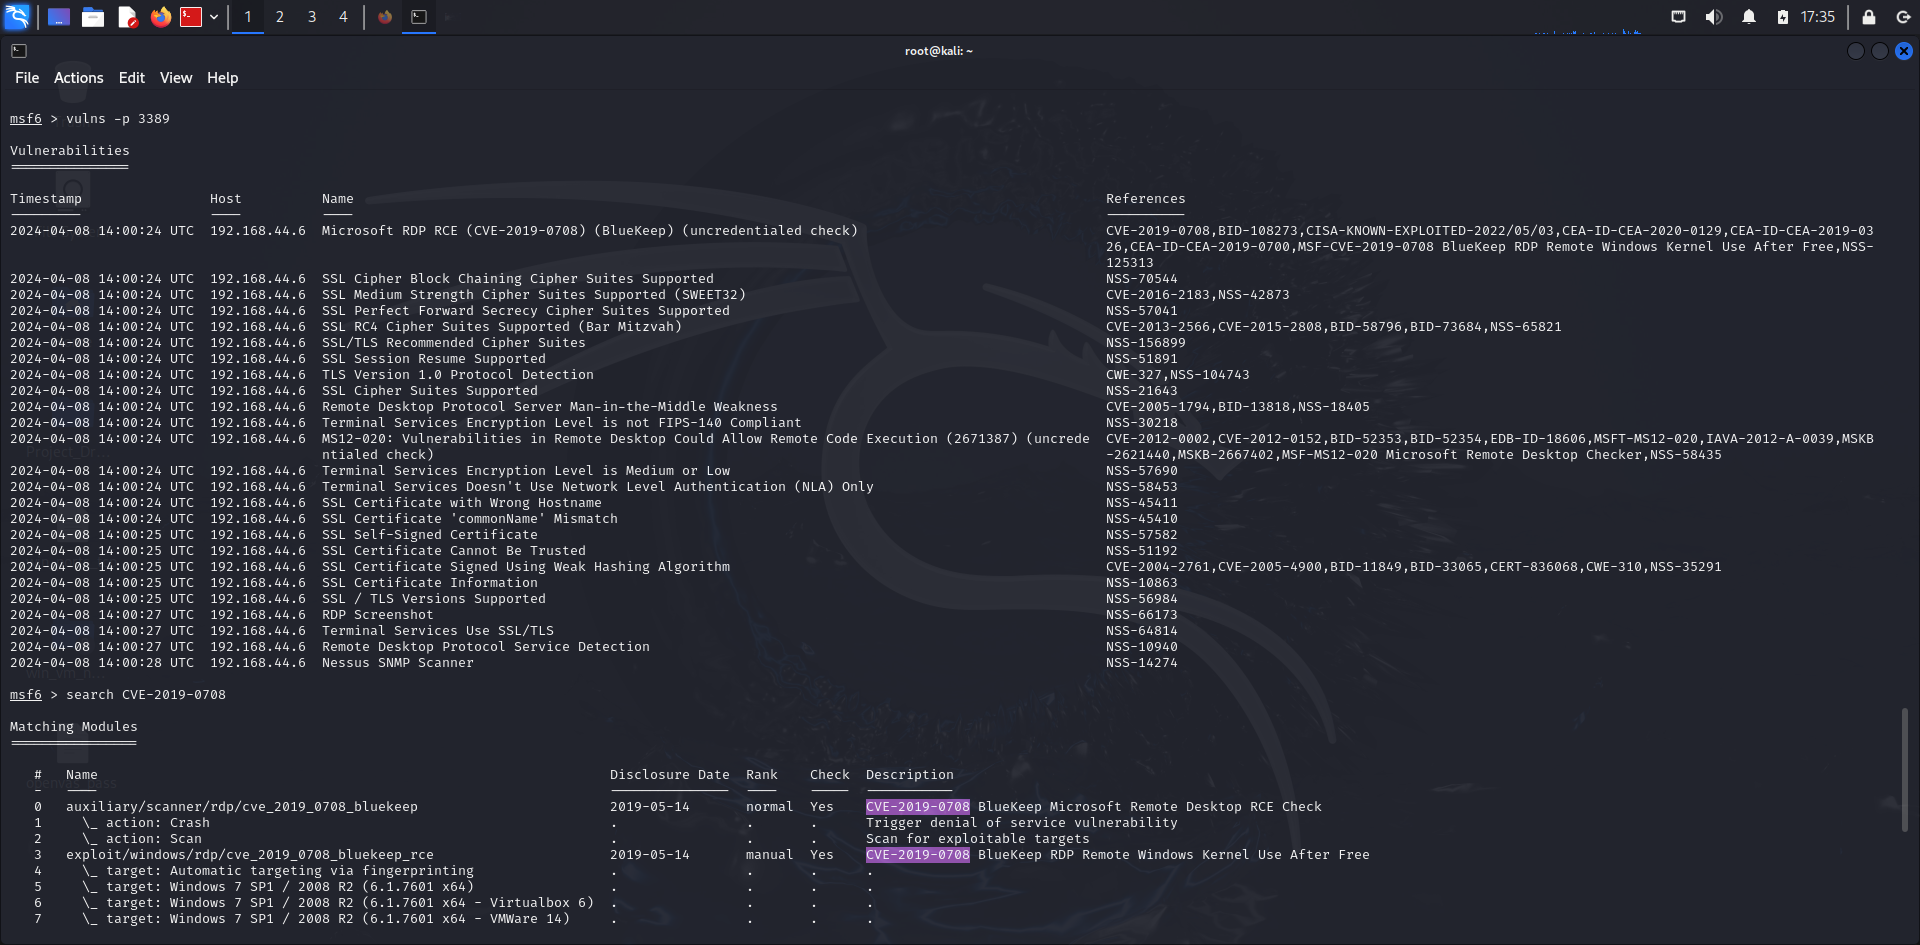 1 2 3 4 17:35
root@kali: ~
File Actions Edit View Help
msf6 > vulns -p 3389
Vulnerabilities
Timestamp Host Name References
2024-04-08 14:00:24 UTC 192.168.44.6 Microsoft RDP RCE (CVE-2019-0708) (BlueKeep) (uncredentialed check) CVE-2019-0708,BID-108273,CISA-KNOWN-EXPLOITED-2022/05/03,CEA-ID-CEA-2020-0129,CEA-ID-CEA-2019-03
26,CEA-ID-CEA-2019-0700,MSF-CVE-2019-0708 BlueKeep RDP Remote Windows Kernel Use After Free,NSS-
125313
2024-04-08 14:00:24 UTC 192.168.44.6 SSL Cipher Block Chaining Cipher Suites Supported NSS-70544
2024-04-08 14:00:24 UTC 192.168.44.6 SSL Medium Strength Cipher Suites Supported (SWEET32) CVE-2016-2183,NSS-42873
2024-04-08 14:00:24 UTC 192.168.44.6 SSL Perfect Forward Secrecy Cipher Suites Supported NSS-57041
2024-04-08 14:00:24 UTC 192.168.44.6 SSL RC4 Cipher Suites Supported (Bar Mitzvah) CVE-2013-2566,CVE-2015-2808,BID-58796,BID-73684,NSS-65821
2024-04-08 14:00:24 UTC 192.168.44.6 SSL/TLS Recommended Cipher Suites NSS-156899
2024-04-08 14:00:24 UTC 192.168.44.6 SSL Session Resume Supported NSS-51891
2024-04-08 14:00:24 UTC 192.168.44.6 TLS Version 1.0 Protocol Detection CWE-327,NSS-104743
2024-04-08 14:00:24 UTC 192.168.44.6 SSL Cipher Suites Supported NSS-21643
2024-04-08 14:00:24 UTC 192.168.44.6 Remote Desktop Protocol Server Man-in-the-Middle Weakness CVE-2005-1794,BID-13818,NSS-18405
2024-04-08 14:00:24 UTC 192.168.44.6 Terminal Services Encryption Level is not FIPS-140 Compliant NSS-30218
2024-04-08 14:00:24 UTC 192.168.44.6 MS12-020: Vulnerabilities in Remote Desktop Could Allow Remote Code Execution (2671387) (uncrede CVE-2012-0002,CVE-2012-0152,BID-52353,BID-52354,EDB-ID-18606,MSFT-MS12-020,IAVA-2012-A-0039,MSKB
ntialed check) -2621440,MSKB-2667402,MSF-MS12-020 Microsoft Remote Desktop Checker,NSS-58435
2024-04-08 14:00:24 UTC 192.168.44.6 Terminal Services Encryption Level is Medium or Low NSS-57690
2024-04-08 14:00:24 UTC 192.168.44.6 Terminal Services Doesn't Use Network Level Authentication (NLA) Only NSS-58453
2024-04-08 14:00:24 UTC 192.168.44.6 SSL Certificate with Wrong Hostname NSS-45411
2024-04-08 14:00:24 UTC 192.168.44.6 SSL Certificate 'commonName' Mismatch NSS-45410
2024-04-08 14:00:25 UTC 192.168.44.6 SSL Self-Signed Certificate NSS-57582
2024-04-08 14:00:25 UTC 192.168.44.6 SSL Certificate Cannot Be Trusted NSS-51192
2024-04-08 14:00:25 UTC 192.168.44.6 SSL Certificate Signed Using Weak Hashing Algorithm CVE-2004-2761,CVE-2005-4900,BID-11849,BID-33065,CERT-836068,CWE-310,NSS-35291
2024-04-08 14:00:25 UTC 192.168.44.6 SSL Certificate Information NSS-10863
2024-04-08 14:00:25 UTC 192.168.44.6 SSL / TLS Versions Supported NSS-56984
2024-04-08 14:00:27 UTC 192.168.44.6 RDP Screenshot NSS-66173
2024-04-08 14:00:27 UTC 192.168.44.6 Terminal Services Use SSL/TLS NSS-64814
2024-04-08 14:00:27 UTC 192.168.44.6 Remote Desktop Protocol Service Detection NSS-10940
2024-04-08 14:00:28 UTC 192.168.44.6 Nessus SNMP Scanner NSS-14274
msf6 > search CVE-2019-0708
Matching Modules
# Name Disclosure Date Rank Check Description
0 auxiliary/scanner/rdp/cve_2019_0708_bluekeep 2019-05-14 normal Yes CVE-2019-0708 BlueKeep Microsoft Remote Desktop RCE Check
1 \_ action: Crash . . . Trigger denial of service vulnerability
2 \_ action: Scan . . . Scan for exploitable targets
3 exploit/windows/rdp/cve_2019_0708_bluekeep_rce 2019-05-14 manual Yes CVE-2019-0708 BlueKeep RDP Remote Windows Kernel Use After Free
4 \_ target: Automatic targeting via fingerprinting . . . .
5 \_ target: Windows 7 SP1 / 2008 R2 (6.1.7601 x64) . . . .
6 \_ target: Windows 7 SP1 / 2008 R2 (6.1.7601 x64 - Virtualbox 6) . . . .
7 \_ target: Windows 7 SP1 / 2008 R2 (6.1.7601 x64 - VMWare 14) . . . .